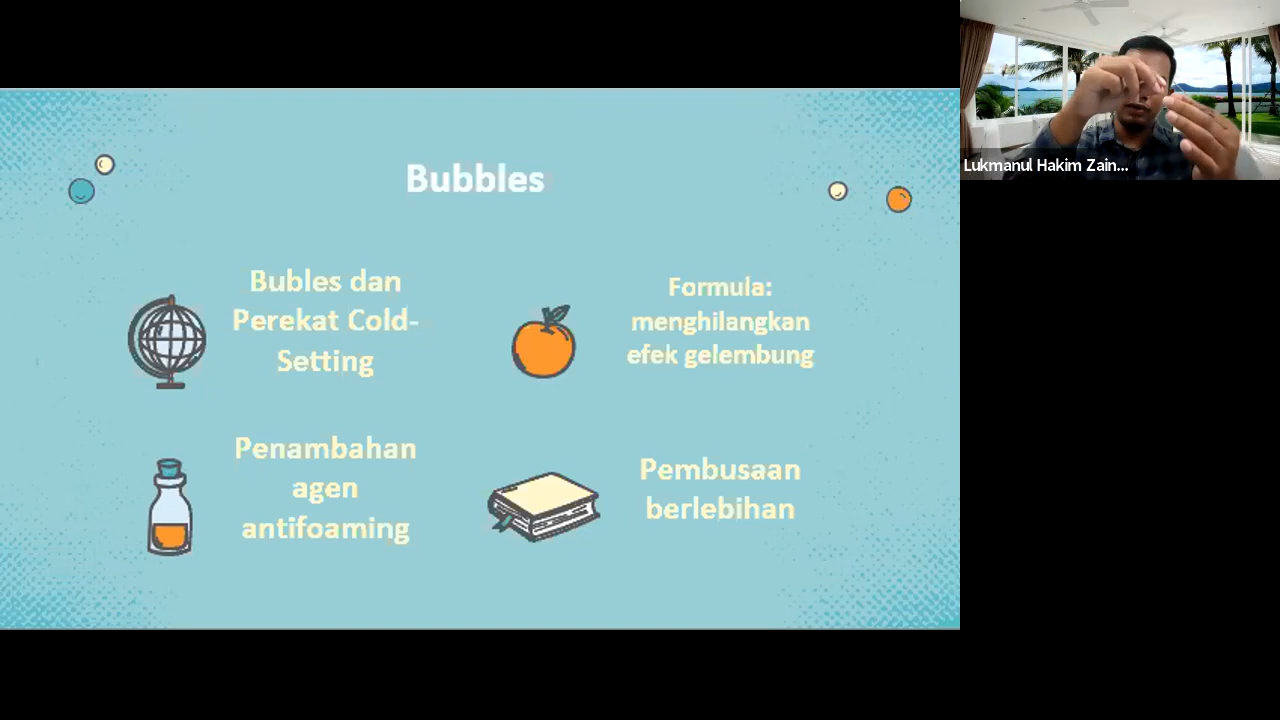 Bubbles
Bubles dan
Perekat Cold-
Setting
Formula:
menghilangkan
efek gelembung
Penambahan
agen
antifoaming
Pembusaan
berlebihan
Lukmanul Hakim Zain...